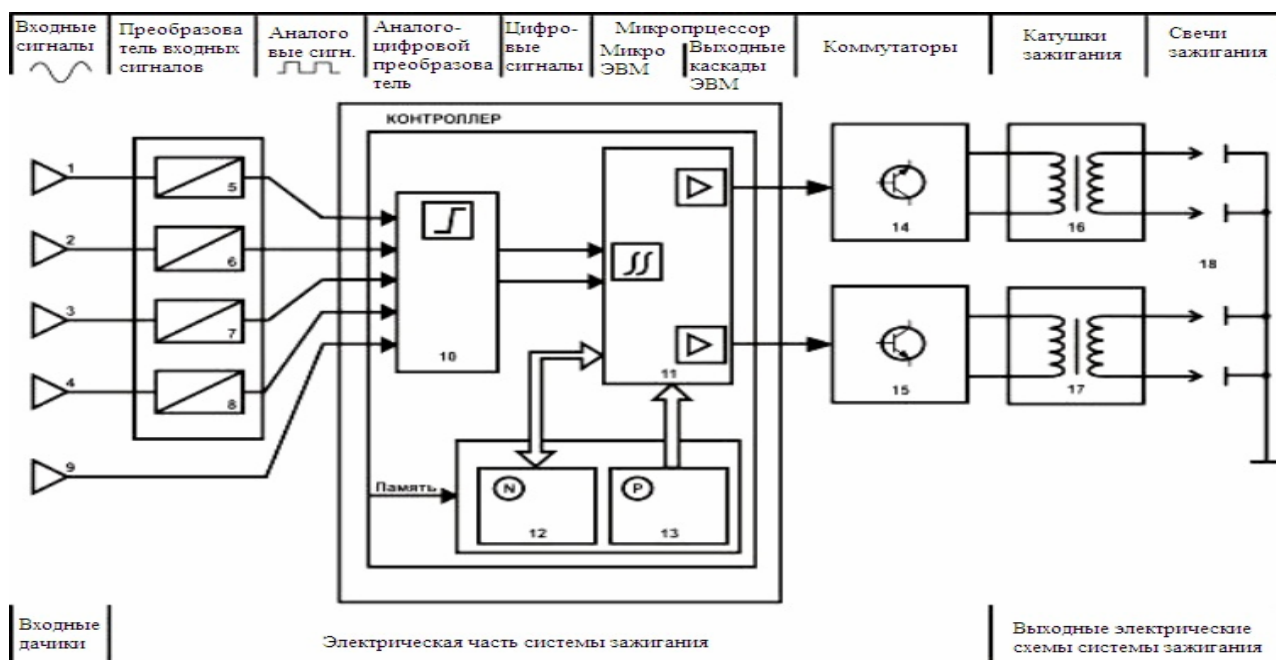 Входные
сигналы
Преобразова
тель входных
сигналов
Аналого
вые сигн.
Аналого-
цифровой
преобразова
тель
Цифро-
вые
сигналы
Микропрцессор
Микро
ЭВМ
Выходные
каскады
ЭВМ
Коммутаторы
Катушки
зажигания
Свечи
зажигания
КОНТРОЛЛЕР
1
5
2
6
3
7
4
8
9
10
11
14
16
18
15
17
Память
N
12
P
13
Входные
дачики
Электрическая часть системы зажигания
Выходные электрические
схемы системы зажигания